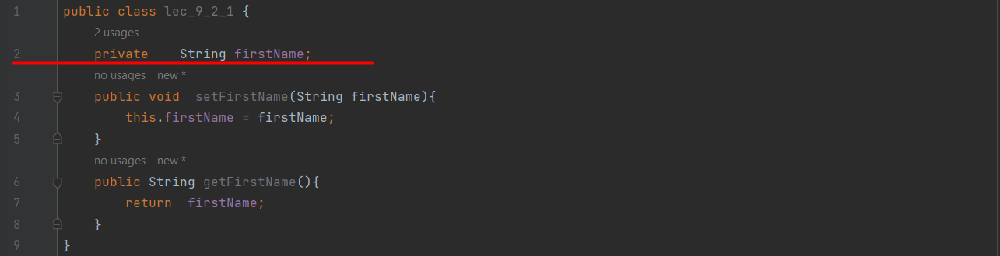 1 public class lec_9_2_1 {
2 usages
2 private    String firstName;
no usages   new *
3 public void  setFirstName(String firstName){
4 this.firstName = firstName;
5 }
no usages   new *
6 public String getFirstName(){
7 return  firstName;
8 }
9 }